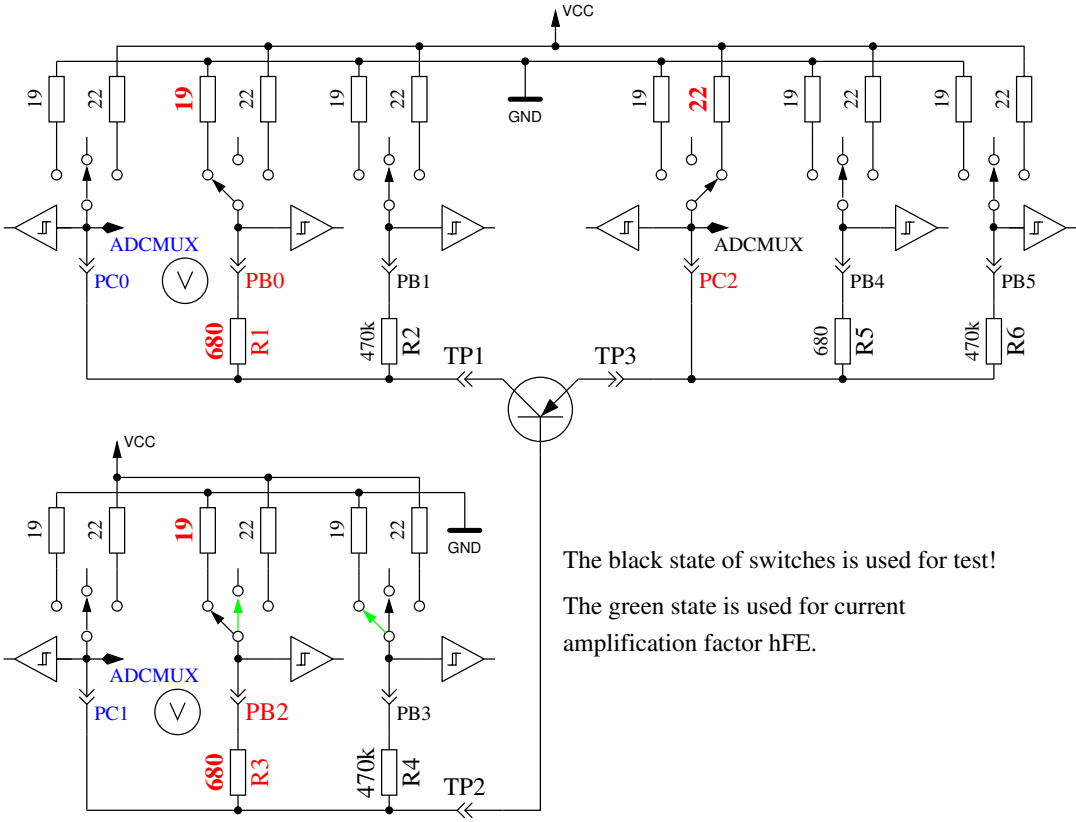 VCC
19
22
19
22
19
22
GND
19
22
19
22
19
22
ADCMUX
ADCMUX
PC0
V
PB0
PB1
PC2
PB4
PB5
680
R1
470k
R2
680
R5
470k
R6
TP1
TP3
VCC
19
22
19
22
19
22
GND
The black state of switches is used for test!
The green state is used for current
amplification factor hFE.
ADCMUX
PC1
V
PB2
PB3
680
R3
470k
R4
TP2